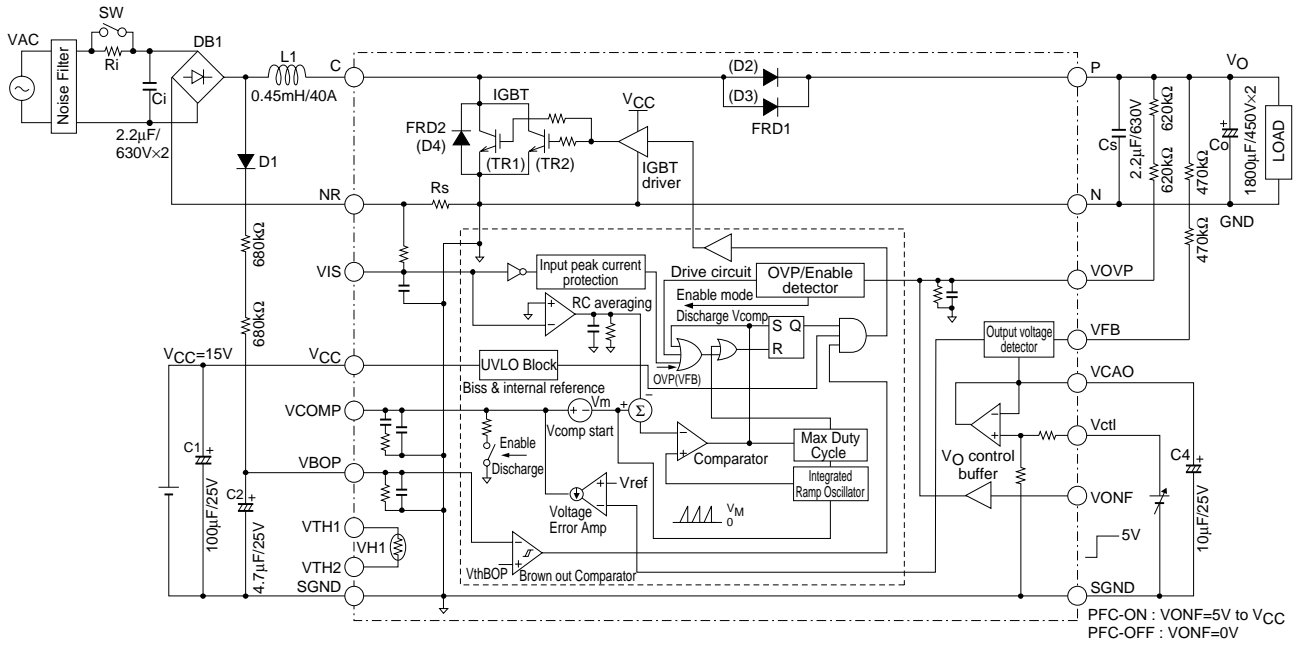 SW
VAC
Noise Filter
Ri
Ci
2.2μF/
630V×2
DB1
L1
0.45mH/40A
D1
680kΩ
680kΩ
C
NR
VIS
VCC
VCC=15V
VCOMP
VBOP
VTH1
VH1
VTH2
SGND
C1
+
100μF/25V
C2
+
4.7μF/25V
IGBT
FRD2
(D4)
(TR1)
(TR2)
VCC
IGBT
driver
(D2)
(D3)
FRD1
Rs
Input peak current
protection
RC averaging
+
−
Drive circuit
OVP/Enable
detector
Enable mode
Discharge Vcomp
S Q
R
OVP(VFB)
UVLO Block
Biss & internal reference
+ −
Vm
Vcomp start
+
−
Σ
Enable
Discharge
−
+
Comparator
Max Duty
Cycle
Integrated
Ramp Oscillator
VM
0
+
Vref
−
Voltage
Error Amp
−
+
VthBOP
Brown out Comparator
Output voltage
detector
−
+
VO control
buffer
P
N
VOVP
VFB
VCAO
Vctl
VONF
SGND
Cs
2.2μF/630V
620kΩ
620kΩ
470kΩ
470kΩ
VO
+
Co
1800μF/450V×2
LOAD
GND
C4
+
10μF/25V
5V
PFC-ON : VONF=5V to VCC
PFC-OFF : VONF=0V